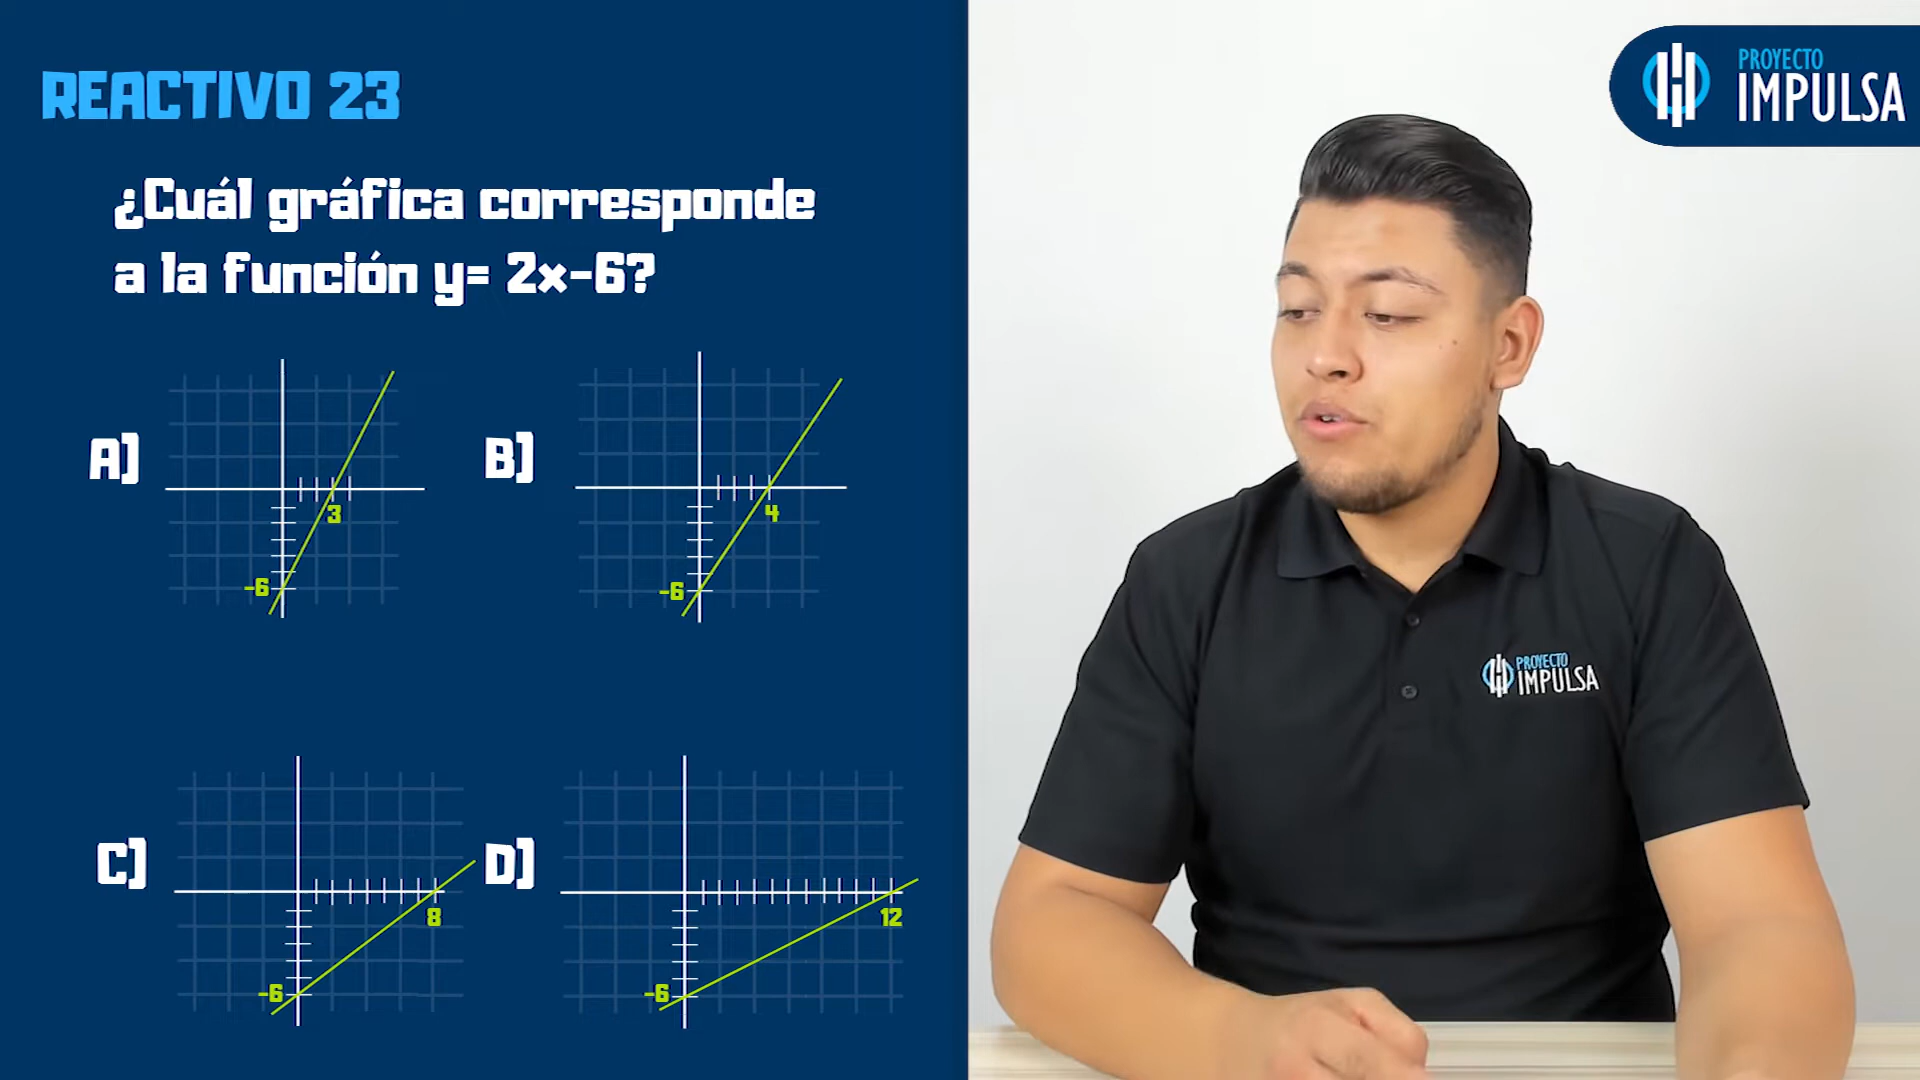 REACTIVO 23
PROYECTO
IMPULSA
¿Cuál gráfica corresponde
a la función y= 2x-6?
A]
3
-6
B]
4
-6
PROYECTO
IMPULSA
C]
8
-6
D]
12
-6